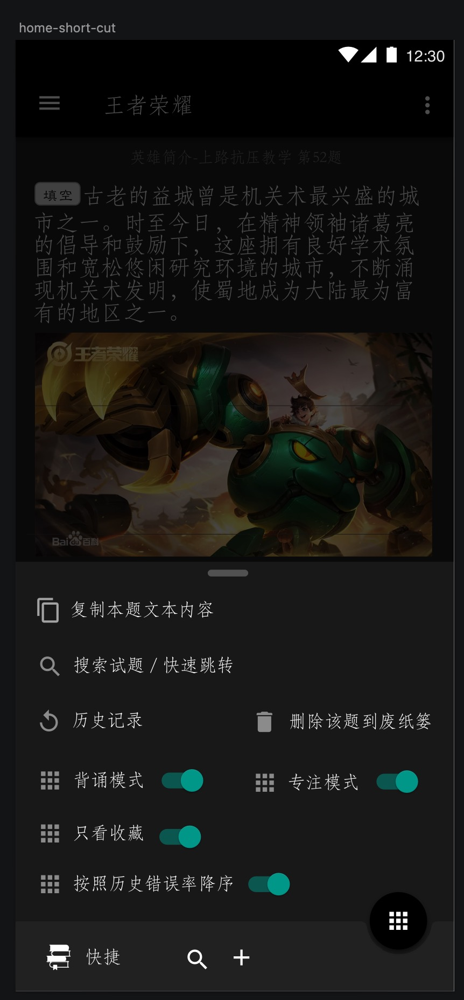 home-short-cut
12:30
王者荣耀
英雄简介-上路抗压教学 第52题
填空 古老的益城曾是机关术最兴盛的城
市之一。时至今日，在精神领袖诸葛亮
的倡导和鼓励下，这座拥有良好学术氛
围和宽松悠闲研究环境的城市，不断涌
现机关术发明，使蜀地成为大陆最为富
有的地区之一。
王者荣耀
Bai du 百科
复制本题文本内容
搜索试题 / 快速跳转
历史记录 删除该题到废纸篓
背诵模式 专注模式
只看收藏
按照历史错误率降序
快捷